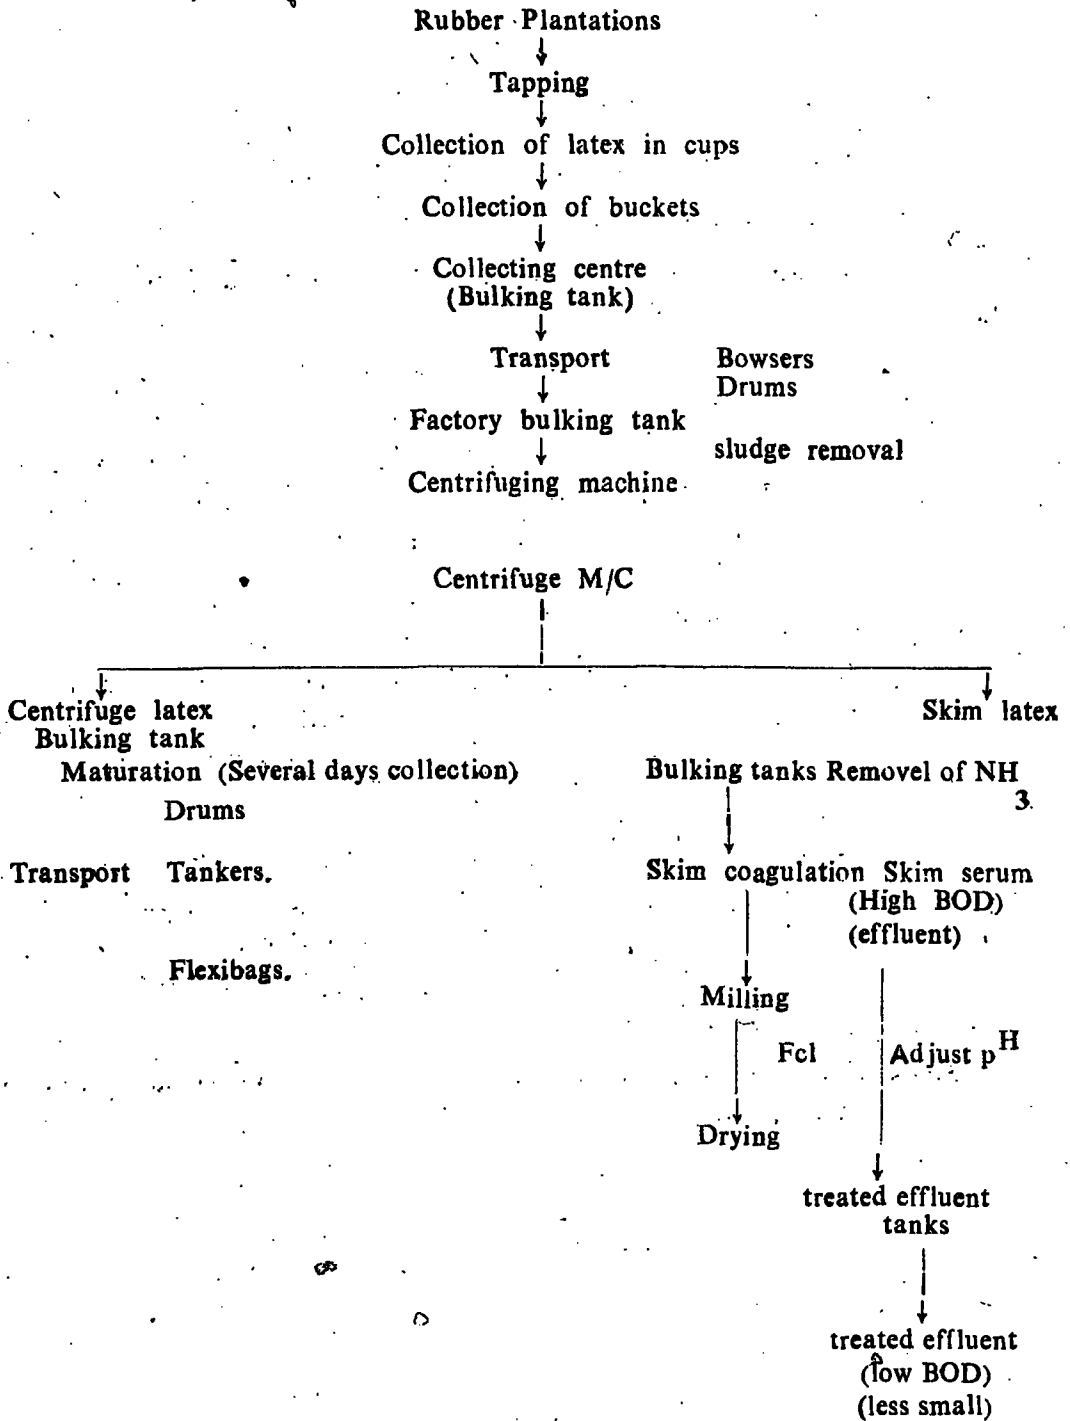 Rubber Plantations
Tapping
Collection of latex in cups
Collection of buckets
Collecting centre
(Bulking tank)
Transport Bowsers
Drums
Factory bulking tank
sludge removal
Centrifuging machine
Centrifuge M/C
Centrifuge latex Skim latex
Bulking tank
Maturation (Several days collection) Bulking tanks Removel of NH3
Drums
Transport Tankers. Skim coagulation Skim serum
(High BOD)
(effluent)
Flexibags.
Milling
Fcl Adjust pH
Drying
treated effluent
tanks
treated effluent
(low BOD)
(less small)